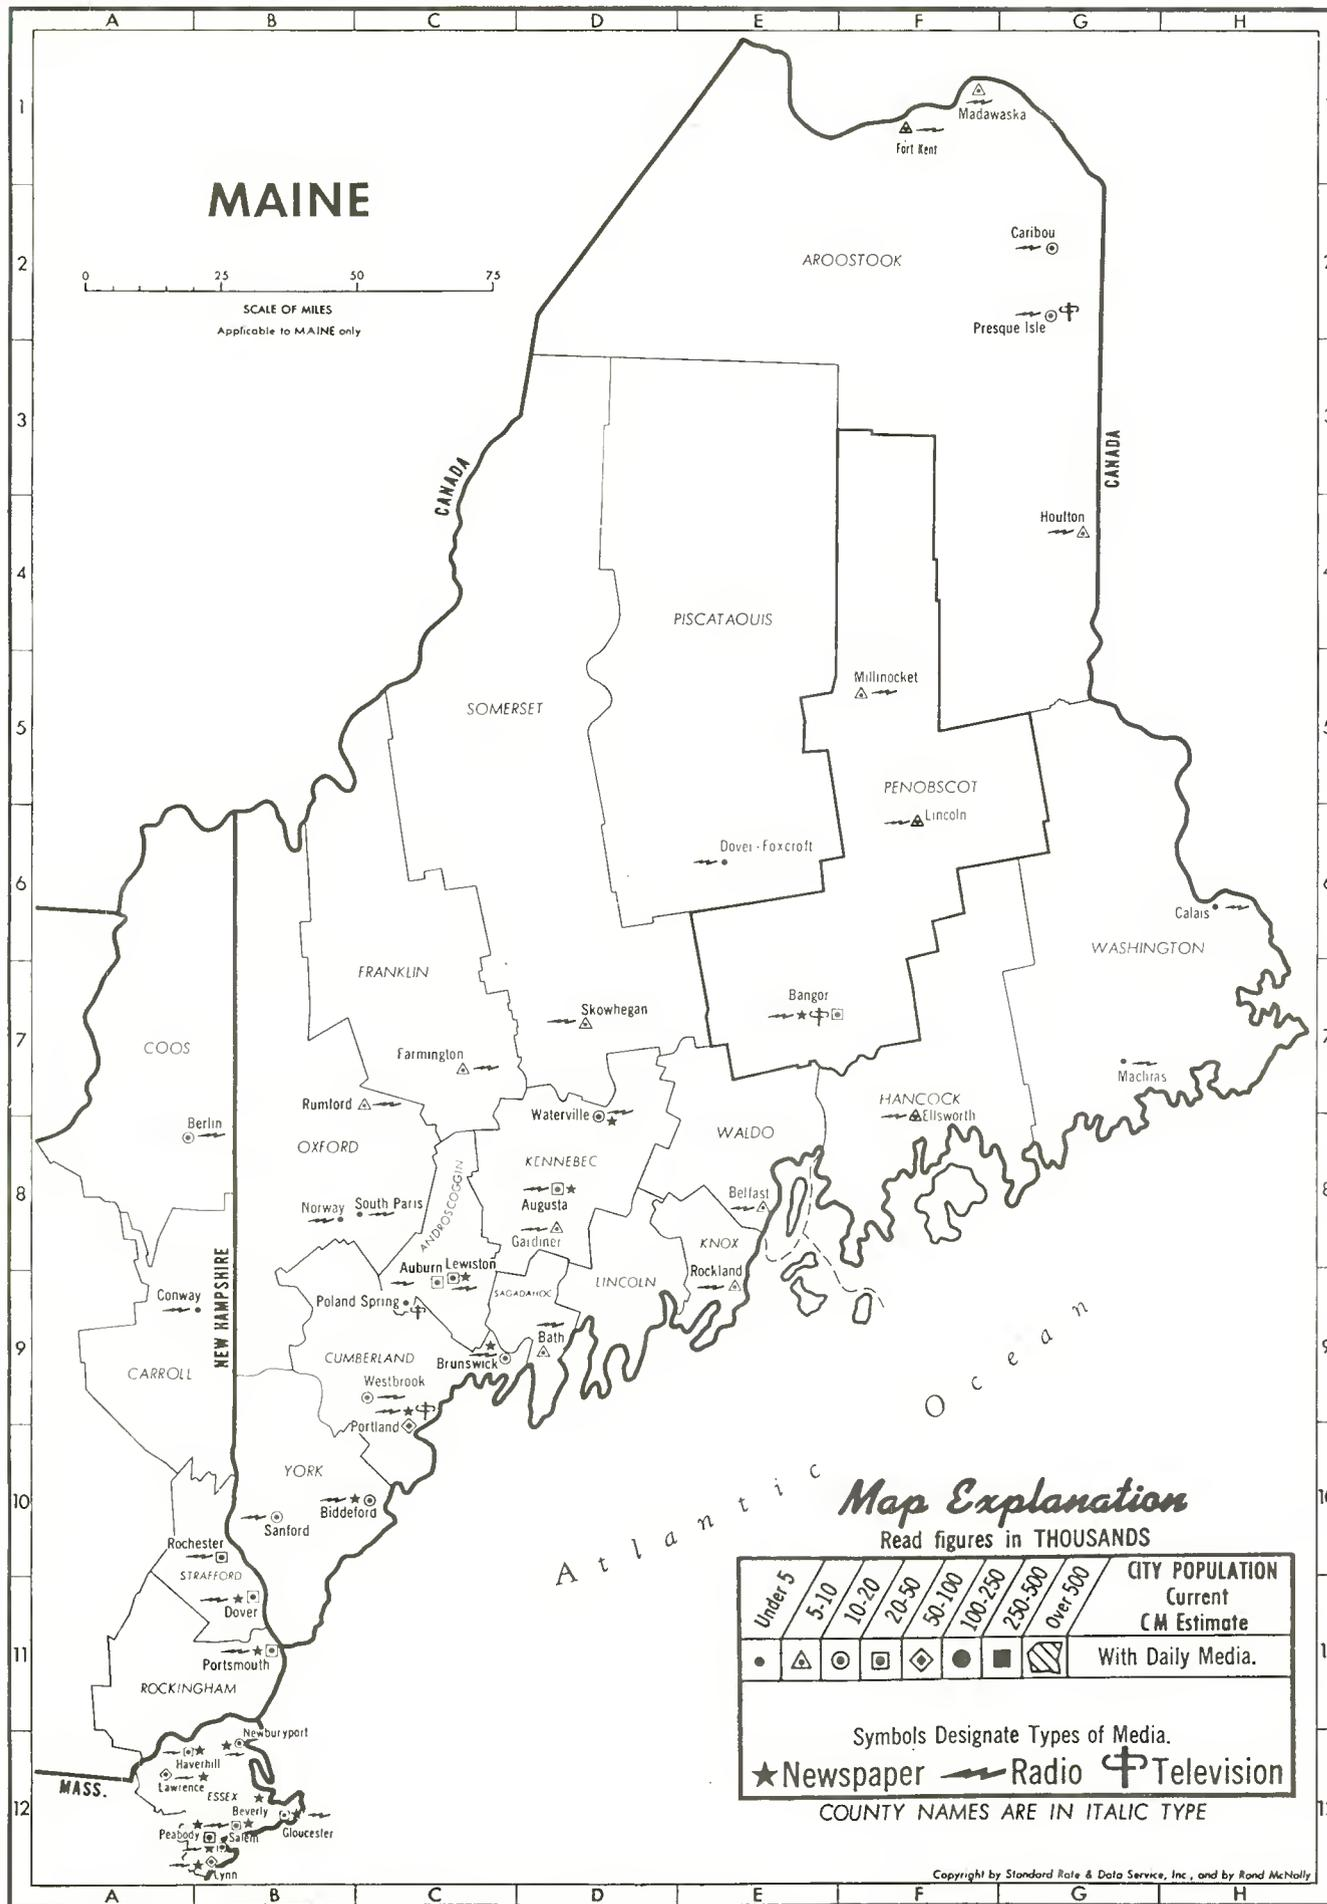 A B C D E F G H
MAINE
0 25 50 75
SCALE OF MILES
Applicable to MAINE only
1
Madawaska
Fort Kent
2
Caribou
AROOSTOOK
Presque Isle
3
CANADA
CANADA
4
Houlton
PISCATAQUIS
Millinocket
5
SOMERSET
PENOBSCOT
Lincoln
Dover-Foxcroft
6
Calais
WASHINGTON
FRANKLIN
Bangor
Skowhegan
7
COOS
Farmington
Machias
Rumford
HANCOCK
Ellsworth
Waterville
Berlin
OXFORD
WALDO
KENNEBEC
8
ANDROSCOGGIN
Norway
South Paris
Augusta
Belfast
Gardiner
KNOX
NEW HAMPSHIRE
Auburn
Lewiston
Rockland
LINCOLN
SAGADAHOC
Conway
Poland Spring
9
Bath
CUMBERLAND
Brunswick
CARROLL
Westbrook
Portland
Atlantic Ocean
YORK
10
Biddeford
Sanford
Rochester
STRAFFORD
Dover
11
Portsmouth
ROCKINGHAM
Newburyport
Haverhill
MASS.
Lawrence
ESSEX
12
Beverly
Gloucester
Peabody
Salem
Lynn
Map Explanation
Read figures in THOUSANDS
Under 5
5-10
10-20
20-50
50-100
100-250
250-500
Over 500
CITY POPULATION
Current
CM Estimate
With Daily Media.
Symbols Designate Types of Media.
Newspaper Radio Television
COUNTY NAMES ARE IN ITALIC TYPE
Copyright by Standard Rate & Data Service, Inc., and by Rand McNally
A B C D E F G H